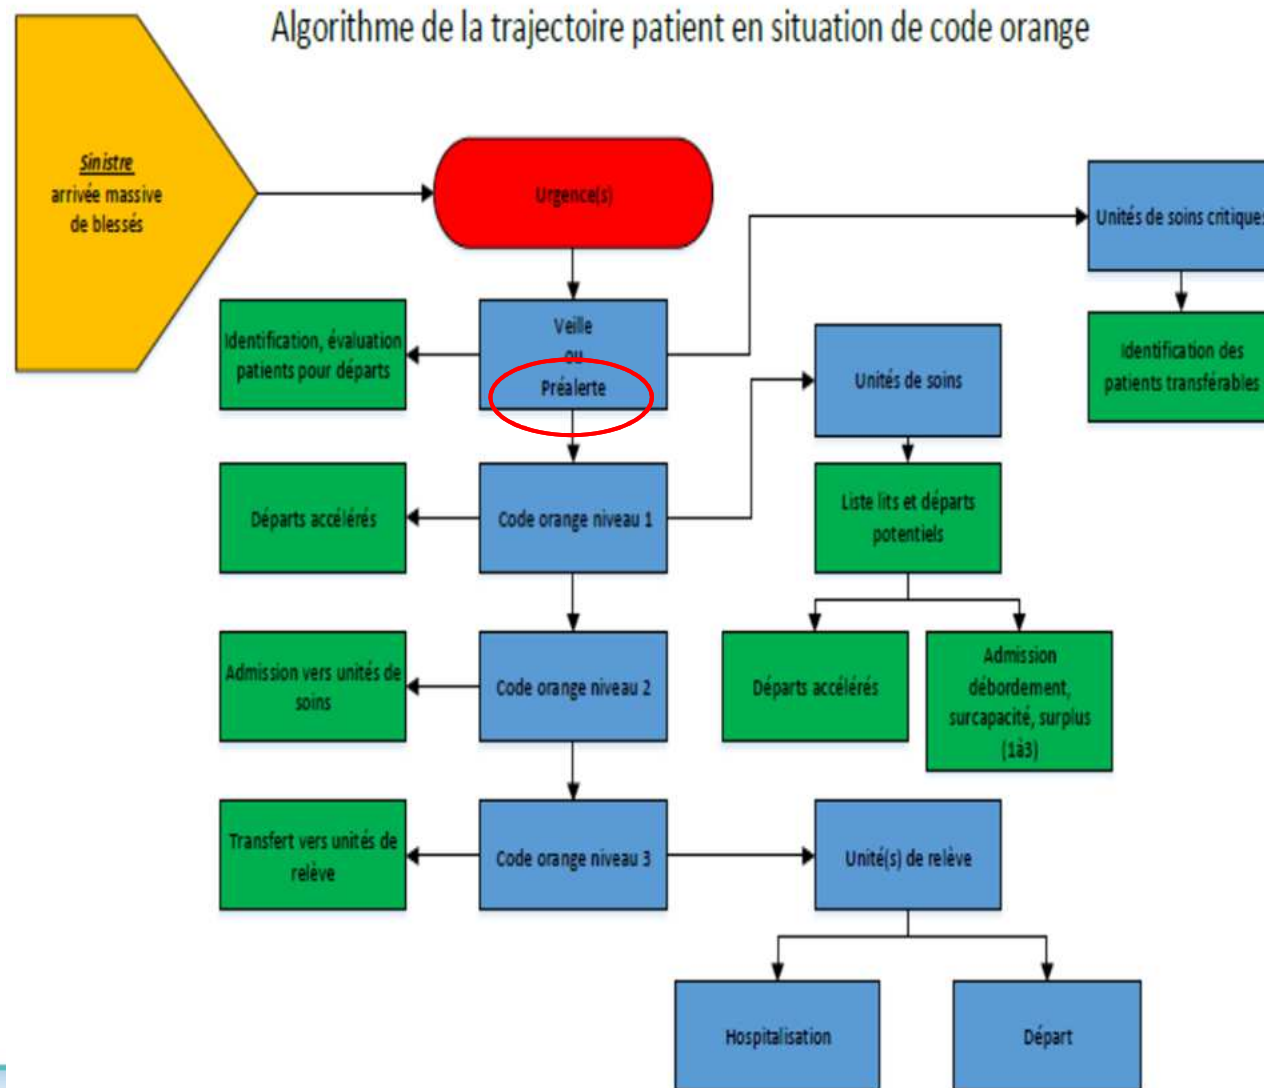 Algorithme de la trajectoire patient en situation de code orange
Sinistre
arrivée massive
de blessés
Urgence(s)
Unités de soins critiques
Identification, évaluation
patients pour départs
Veille
ou
Préalerte
Unités de soins
Identification des
patients transférables
Départs accélérés
Code orange niveau 1
Liste lits et départs
potentiels
Admission vers unités de
soins
Code orange niveau 2
Départs accélérés
Admission
débordement,
surcapacité, surplus
(1à3)
Transfert vers unités de
relève
Code orange niveau 3
Unité(s) de relève
Hospitalisation
Départ